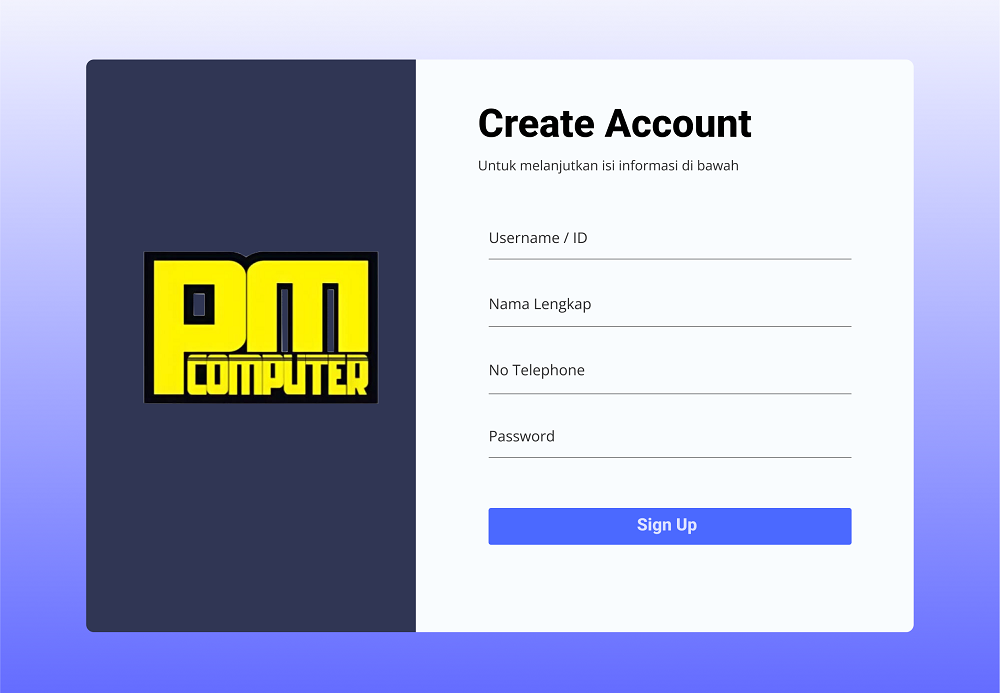 PM
COMPUTER
Create Account
Untuk melanjutkan isi informasi di bawah
Username / ID
Nama Lengkap
No Telephone
Password
Sign Up